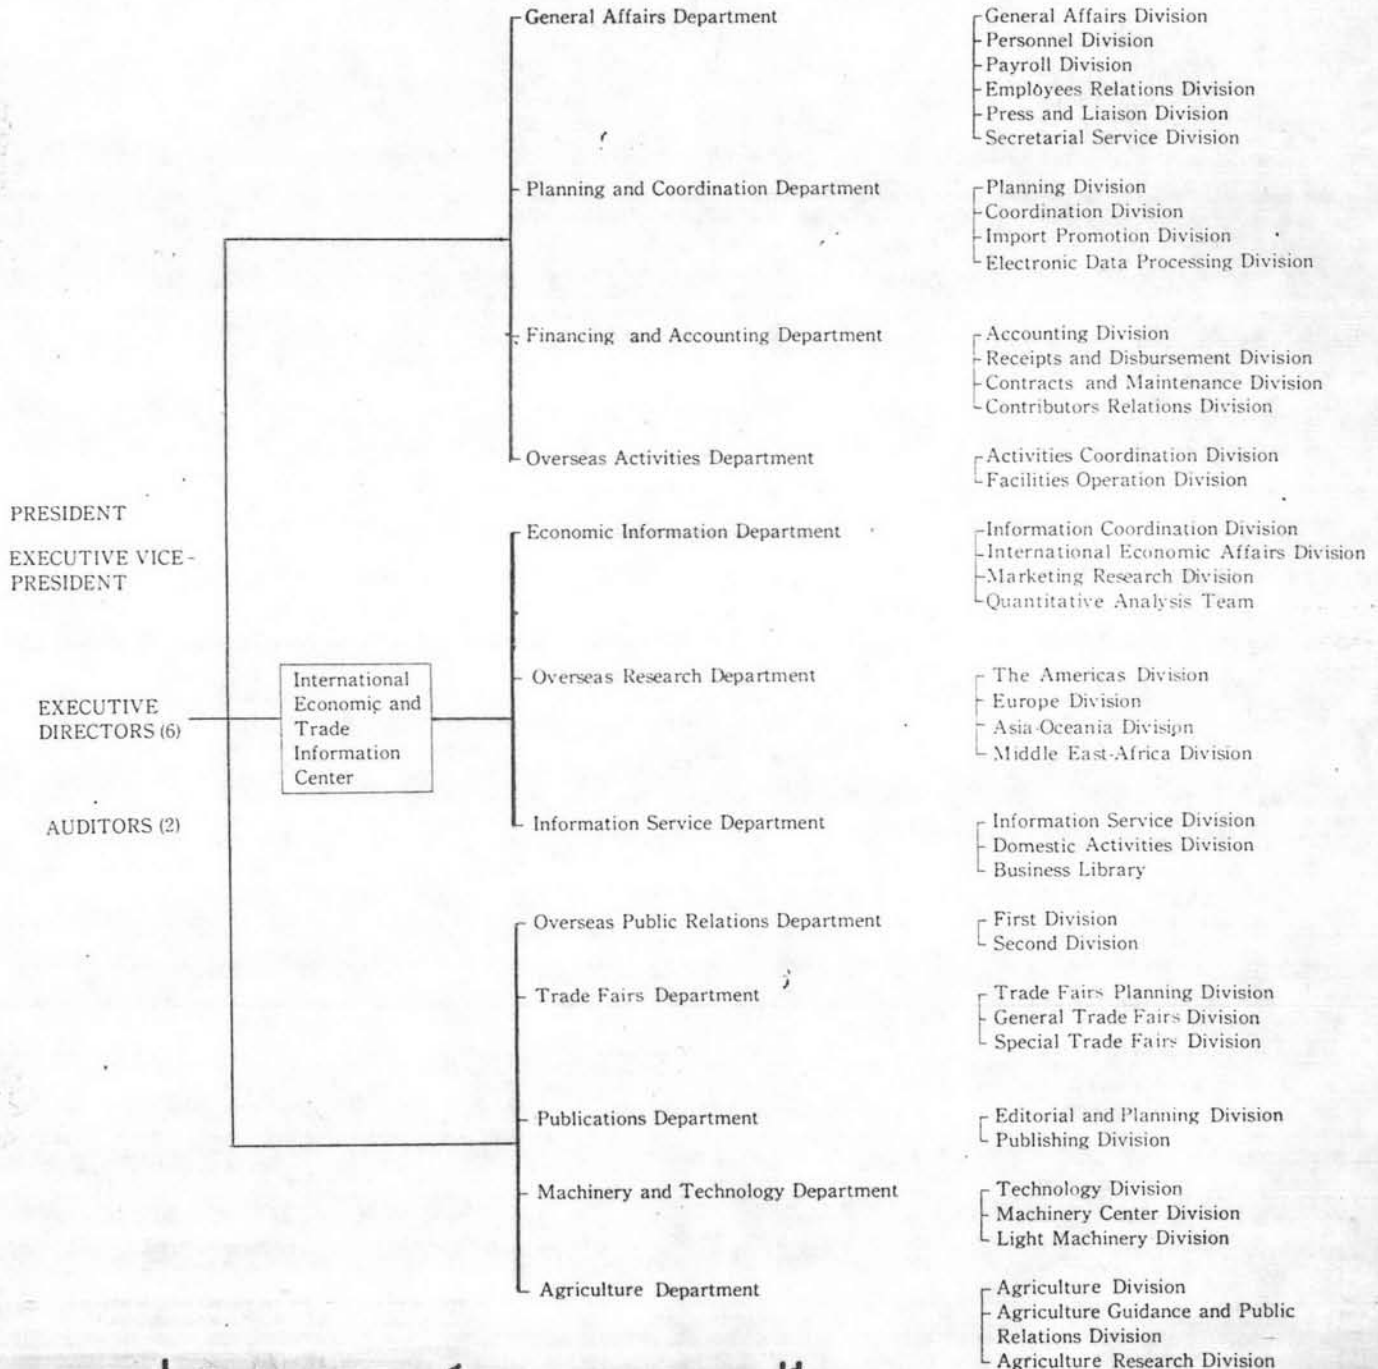 General Affairs Department
General Affairs Division
Personnel Division
Payroll Division
Employees Relations Division
Press and Liaison Division
Secretarial Service Division
Planning and Coordination Department
Planning Division
Coordination Division
Import Promotion Division
Electronic Data Processing Division
Financing and Accounting Department
Accounting Division
Receipts and Disbursement Division
Contracts and Maintenance Division
Contributors Relations Division
Overseas Activities Department
Activities Coordination Division
Facilities Operation Division
PRESIDENT
EXECUTIVE VICE-
PRESIDENT
EXECUTIVE
DIRECTORS (6)
AUDITORS (2)
International
Economic and
Trade
Information
Center
Economic Information Department
Information Coordination Division
International Economic Affairs Division
Marketing Research Division
Quantitative Analysis Team
Overseas Research Department
The Americas Division
Europe Division
Asia-Oceania Division
Middle East-Africa Division
Information Service Department
Information Service Division
Domestic Activities Division
Business Library
Overseas Public Relations Department
First Division
Second Division
Trade Fairs Department
Trade Fairs Planning Division
General Trade Fairs Division
Special Trade Fairs Division
Publications Department
Editorial and Planning Division
Publishing Division
Machinery and Technology Department
Technology Division
Machinery Center Division
Light Machinery Division
Agriculture Department
Agriculture Division
Agriculture Guidance and Public
Relations Division
Agriculture Research Division